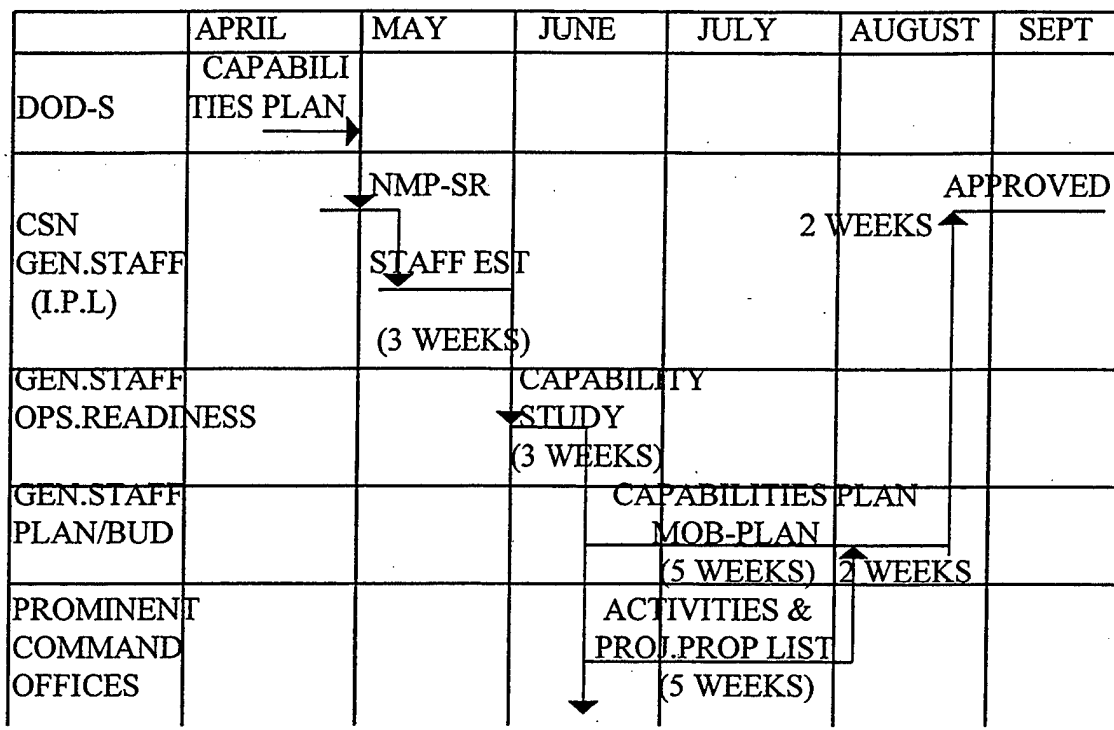 APRIL MAY JUNE JULY AUGUST SEPT
CAPABILI
DOD-S TIES PLAN
NMP-SR APPROVED
CSN 2 WEEKS
GEN.STAFF STAFF EST
(I.P.L)
(3 WEEKS)
GEN.STAFF CAPABILITY
OPS.READINESS STUDY
(3 WEEKS)
GEN.STAFF CAPABILITIES PLAN
PLAN/BUD MOB-PLAN
(5 WEEKS) 2 WEEKS
PROMINENT ACTIVITIES &
COMMAND PROJ.PROP LIST
OFFICES (5 WEEKS)